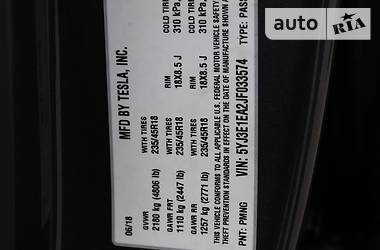 auto RIA
MFD BY TESLA, INC.
06/18
GVWR 2180 kg (4806 lb)
GAWR FRT 1110 kg (2447 lb)
GAWR RR 1257 kg (2771 lb)
WITH TIRES 235/45R18
WITH TIRES 235/45R18
RIM 18X8.5 J
RIM 18X8.5 J
COLD TIRE
310 kPa,
COLD TIRE
310 kPa,
THIS VEHICLE CONFORMS TO ALL APPLICABLE U.S. FEDERAL MOTOR VEHICLE SAFETY
THEFT PREVENTION STANDARDS IN EFFECT ON THE DATE OF MANUFACTURE SHOWN
VIN: 5YJ3E1EA2JF033574
TYPE: PASS
PNT: PMNG